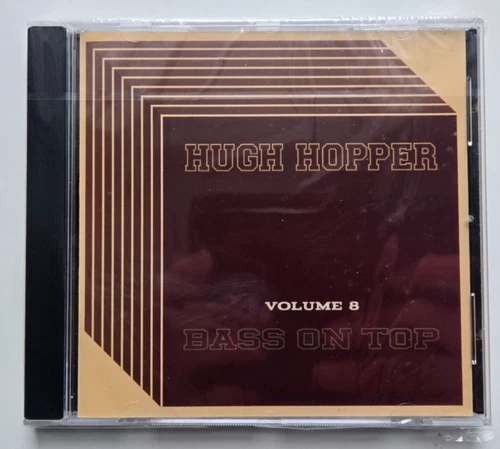 HUGH HOPPER
VOLUME 8
BASS ON TOP